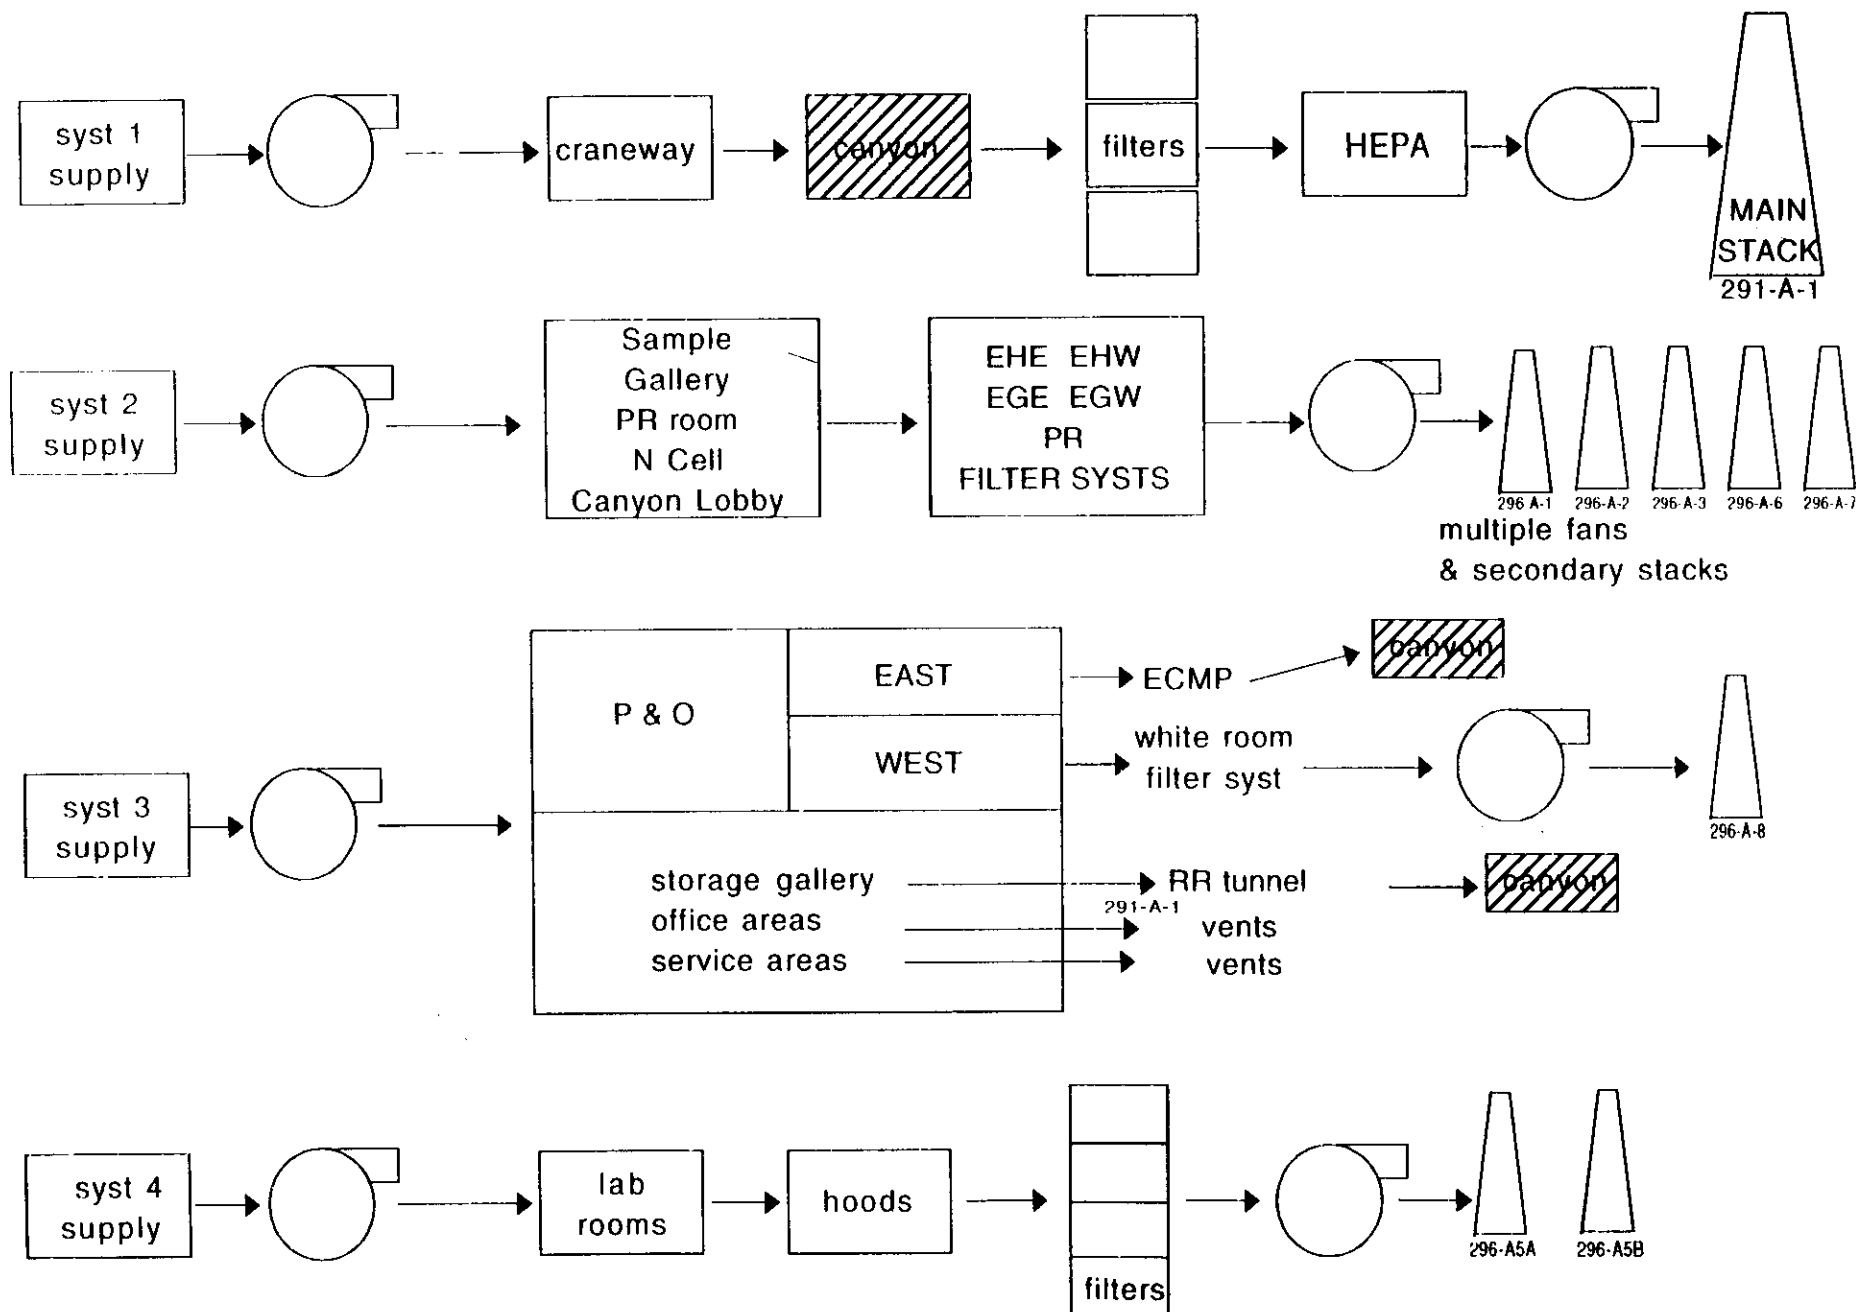 syst 1
supply
craneway
canyon
filters
HEPA
MAIN
STACK
291-A-1
syst 2
supply
Sample
Gallery
PR room
N Cell
Canyon Lobby
EHE EHW
EGE EGW
PR
FILTER SYSTS
296 A-1
296-A-2
296-A-3
296-A-6
296-A-7
multiple fans
& secondary stacks
syst 3
supply
P & O
EAST
WEST
ECMP
canyon
white room
filter syst
296-A-8
storage gallery
RR tunnel
291-A-1
canyon
office areas
vents
service areas
vents
syst 4
supply
lab
rooms
hoods
filters
296-A5A
296-A5B